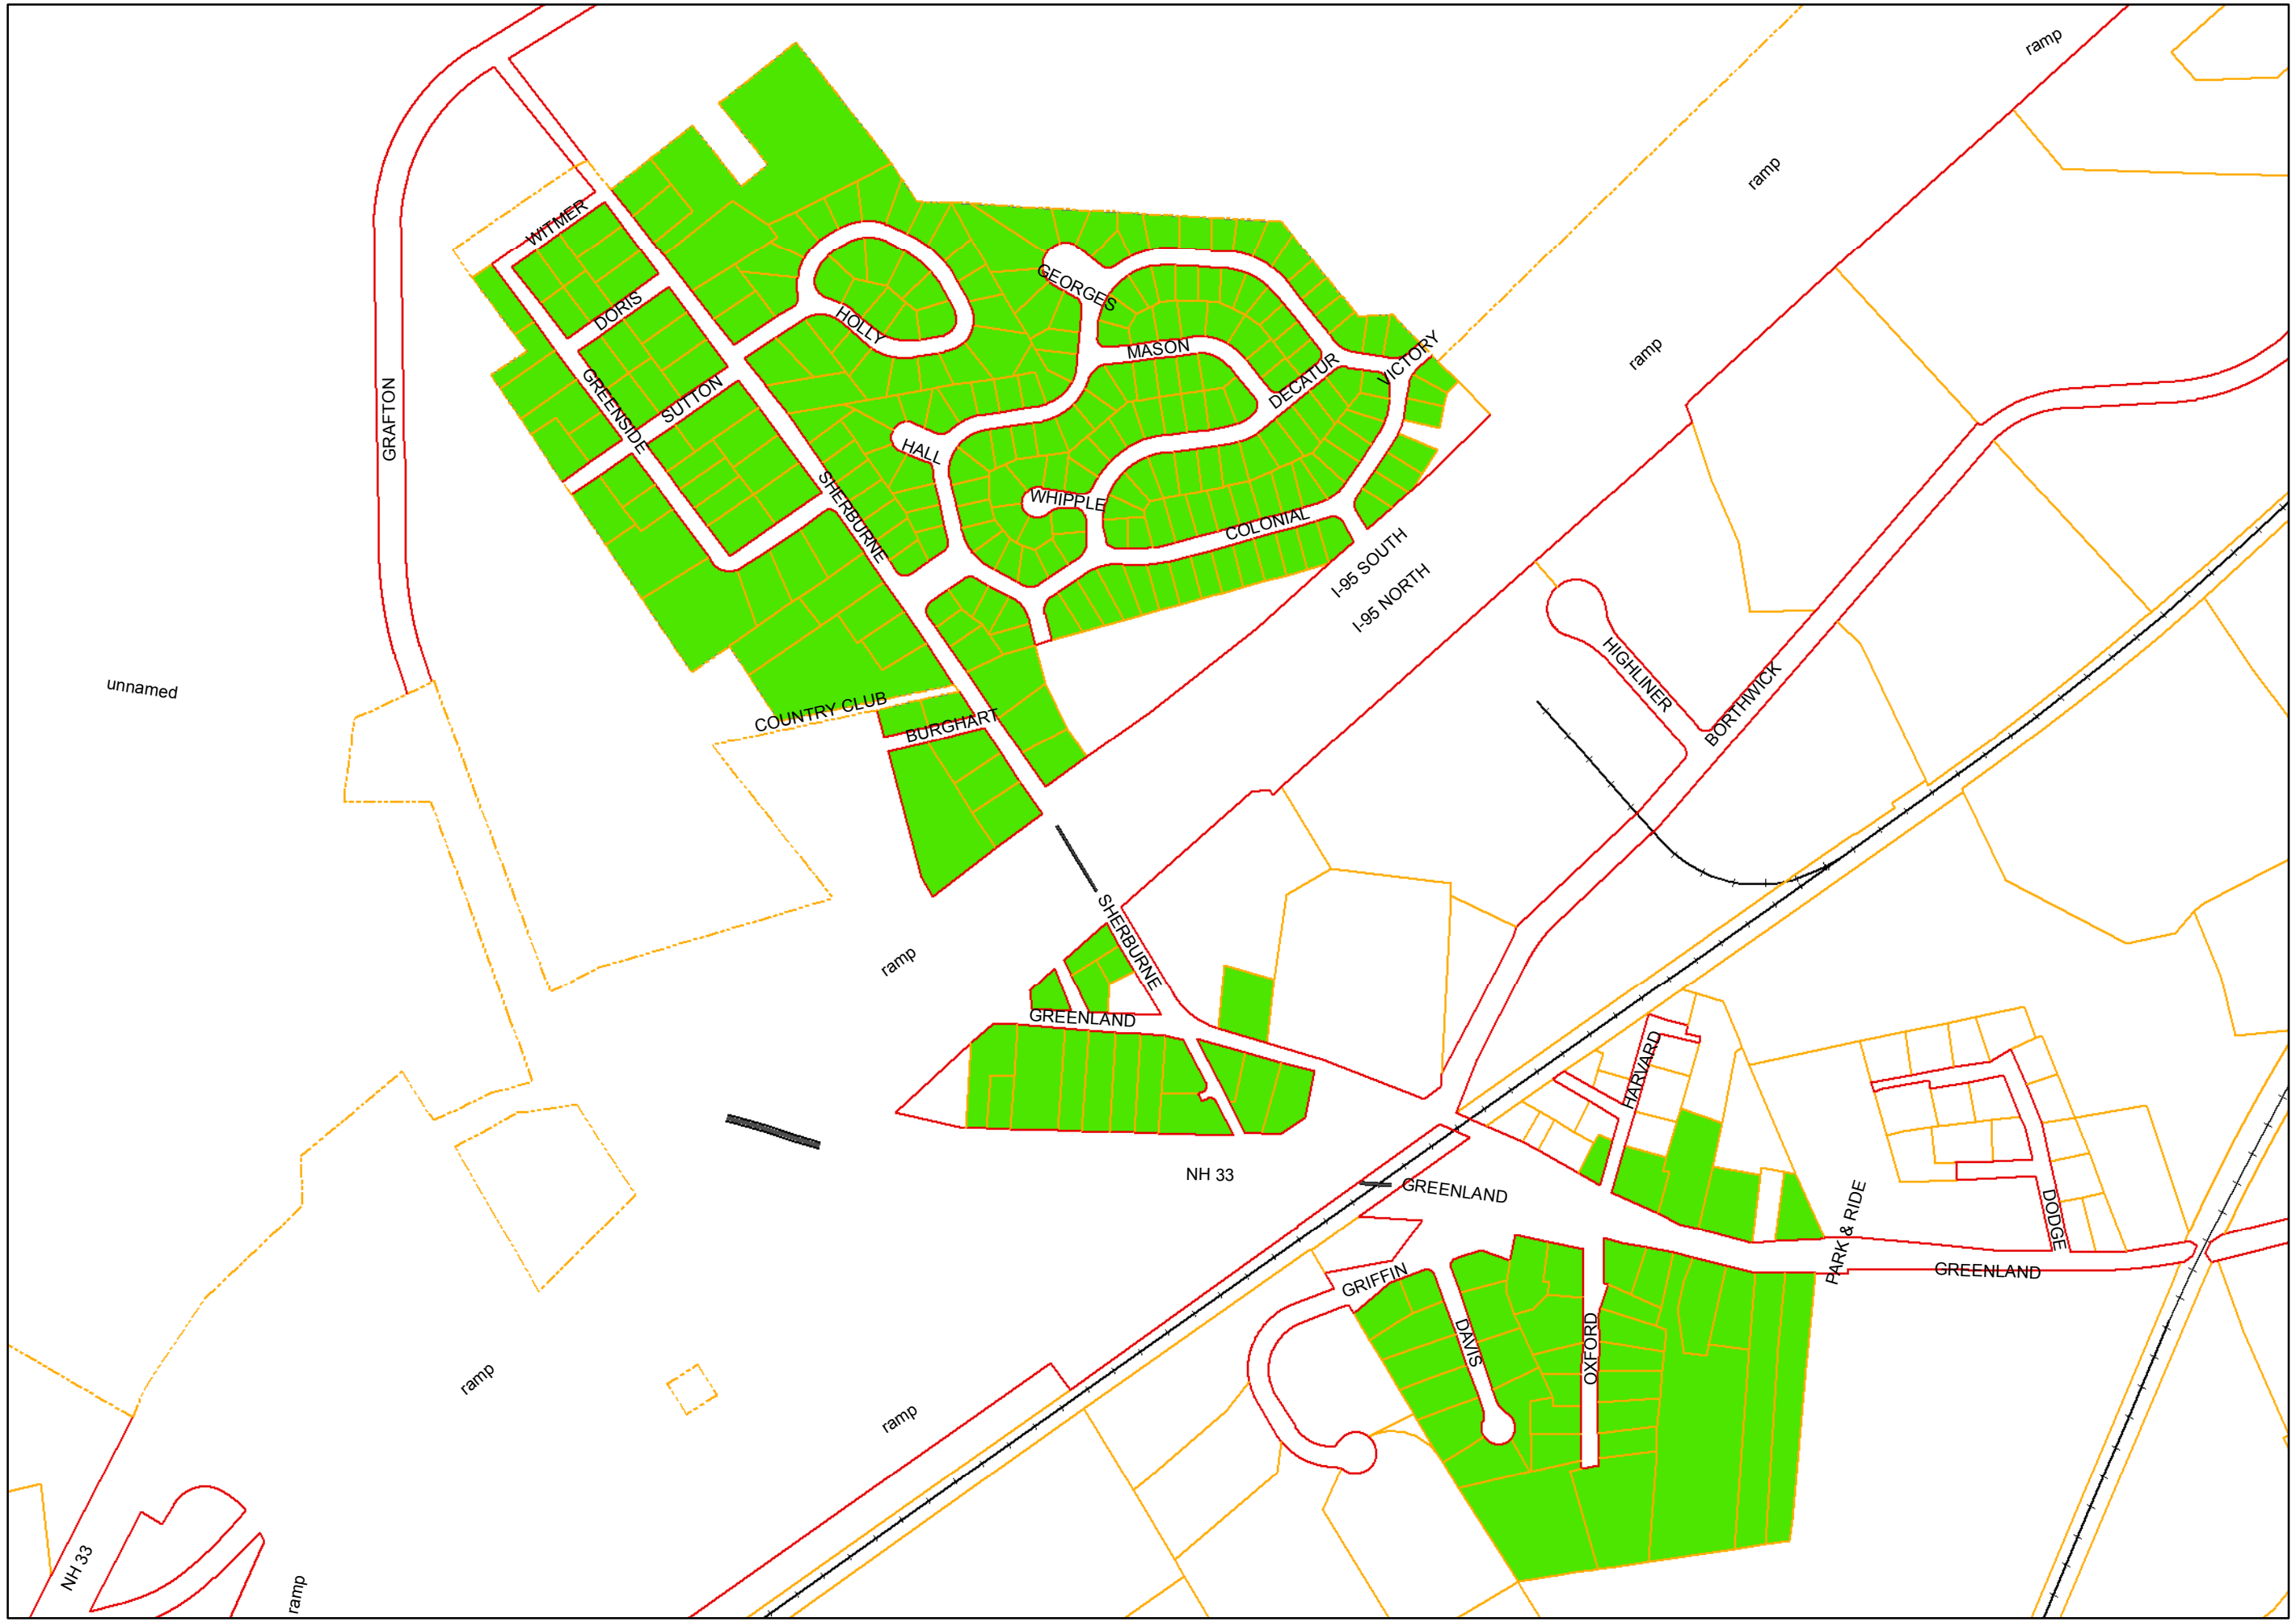 ramp
ramp
WITMER
GEORGES
DORIS
HOLLY
MASON
VICTORY
ramp
DECATUR
GRAFTON
GREENSIDE
SUTTON
HALL
SHERBURNE
WHIPPLE
COLONIAL
I-95 SOUTH
I-95 NORTH
unnamed
HIGHLINER
BORTHWICK
COUNTRY CLUB
BURGHART
SHERBURNE
ramp
GREENLAND
HARVARD
NH 33
GREENLAND
PARK & RIDE
DODGE
GREENLAND
GRIFFIN
DAVIS
OXFORD
ramp
ramp
NH 33
ramp